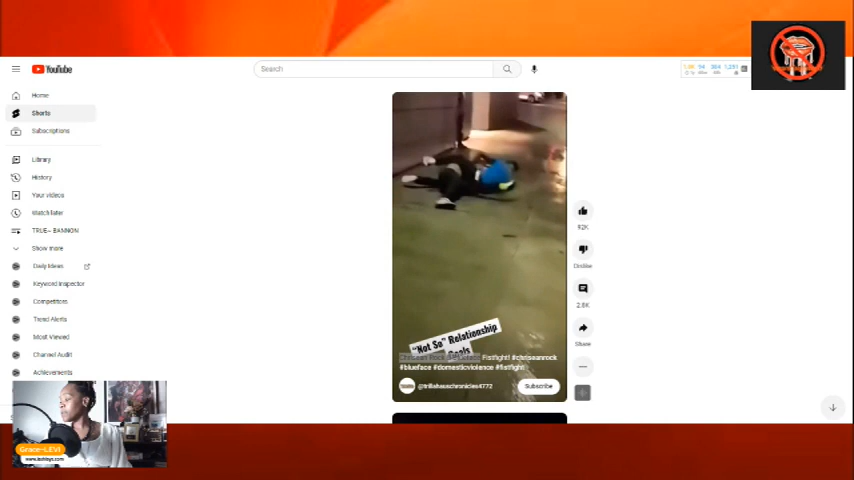 YouTube
Search
Home
Shorts
Subscriptions
Library
History
Your videos
Watch later
TRUE~ BANNON
Show more
Daily Ideas
Keyword Inspector
Competitors
Trend Alerts
Most Viewed
Channel Audit
Achievements
92K
Dislike
2.8K
Share
"Not So" Relationship
Goals
Fistfight! #chriseanrock
#blueface #domesticviolence #fistfight
Subscribe
Grace-LEVI